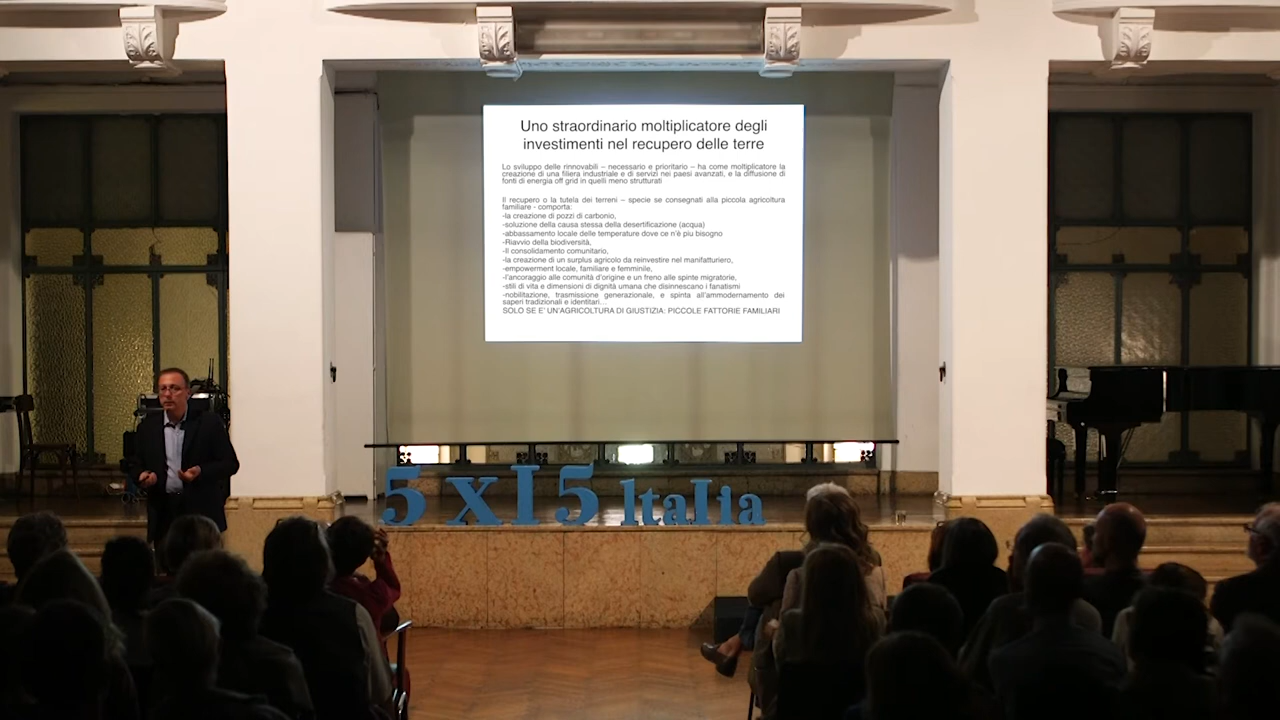 Uno straordinario moltiplicatore degli
investimenti nel recupero delle terre
Lo sviluppo delle rinnovabili – necessario e prioritario – ha come moltiplicatore la
creazione di una filiera industriale e di servizi nei paesi avanzati, e la diffusione di
fonti di energia off grid in quelli meno strutturati
Il recupero o la tutela dei terreni – specie se consegnati alla piccola agricoltura
familiare - comporta:
-la creazione di pozzi di carbonio,
-soluzione della causa stessa della desertificazione (acqua)
-abbassamento locale delle temperature dove ce n'è piu bisogno
-Riavvio della biodiversità,
-Il consolidamento comunitario,
-la creazione di un surplus agricolo da reinvestire nel manifatturiero,
-empowerment locale, familiare e femminile,
-l'ancoraggio alle comunità d'origine e un freno alle spinte migratorie,
-stili di vita e dimensioni di dignità umana che disinnescano i fanatismi
-nobilitazione, trasmissione generazionale, e spinta all'ammodernamento dei
saperi tradizionali e identitari...
SOLO SE E' UN'AGRICOLTURA DI GIUSTIZIA: PICCOLE FATTORIE FAMILIARI
5xI5 ItaIia